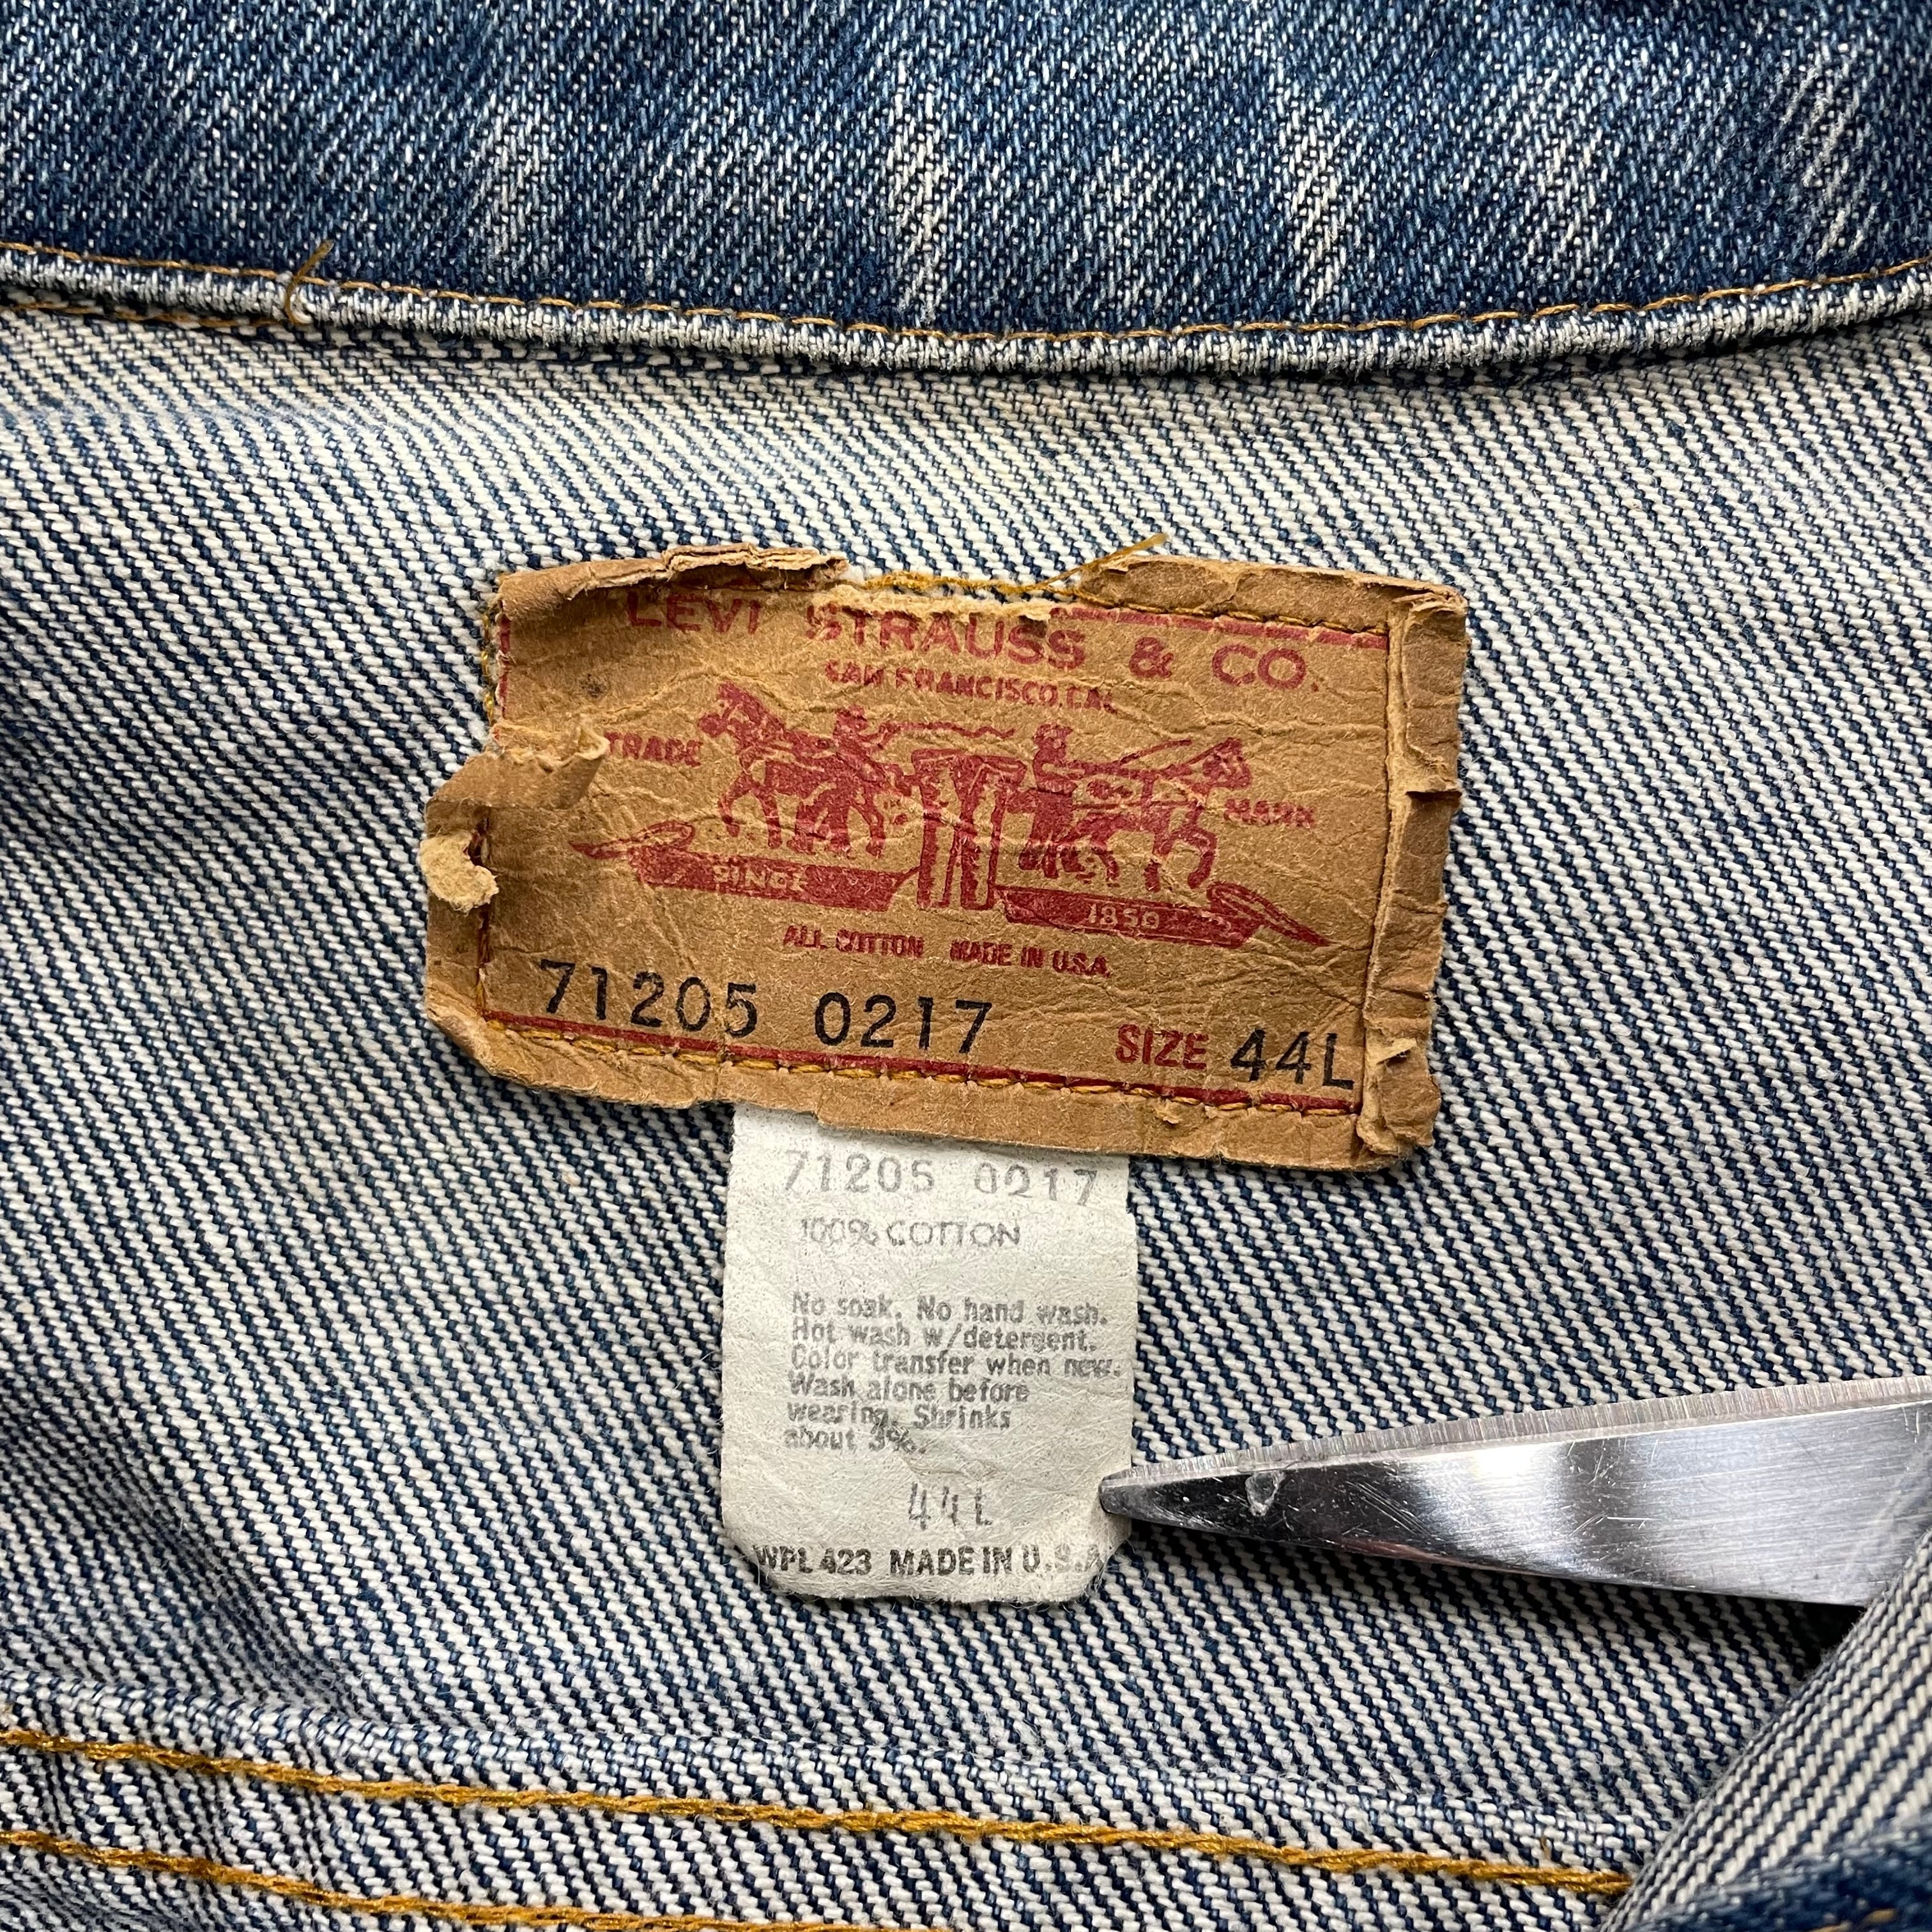 LEVI STRAUSS & CO.
SAN FRANCISCO, CAL
TRADE MARK
SINCE 1850
ALL COTTON MADE IN U.S.A.
71205 0217 SIZE 44L
71205 0217
100% COTTON
No soak. No hand wash.
Hot wash w/detergent.
Color transfer when new.
Wash alone before
wearing. Shrinks
about 3%.
44L
WPL 423 MADE IN U.S.A